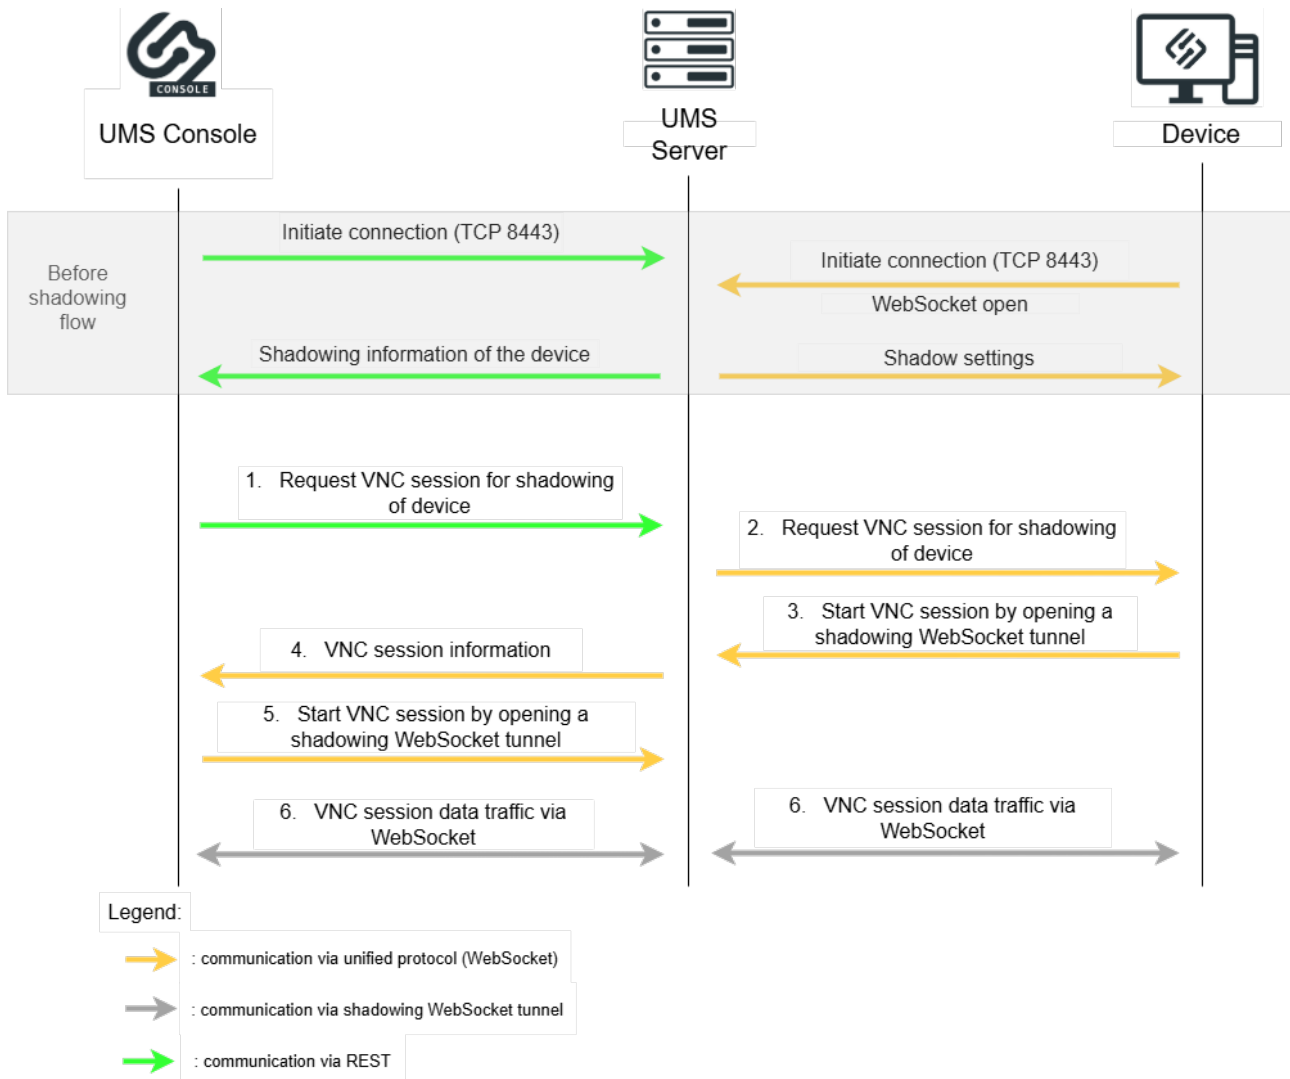 CONSOLE
UMS Console
UMS
Server
Device
Before
shadowing
flow
Initiate connection (TCP 8443)
Initiate connection (TCP 8443)
WebSocket open
Shadowing information of the device
Shadow settings
1. Request VNC session for shadowing
of device
2. Request VNC session for shadowing
of device
3. Start VNC session by opening a
shadowing WebSocket tunnel
4. VNC session information
5. Start VNC session by opening a
shadowing WebSocket tunnel
6. VNC session data traffic via
WebSocket
6. VNC session data traffic via
WebSocket
Legend:
: communication via unified protocol (WebSocket)
: communication via shadowing WebSocket tunnel
: communication via REST